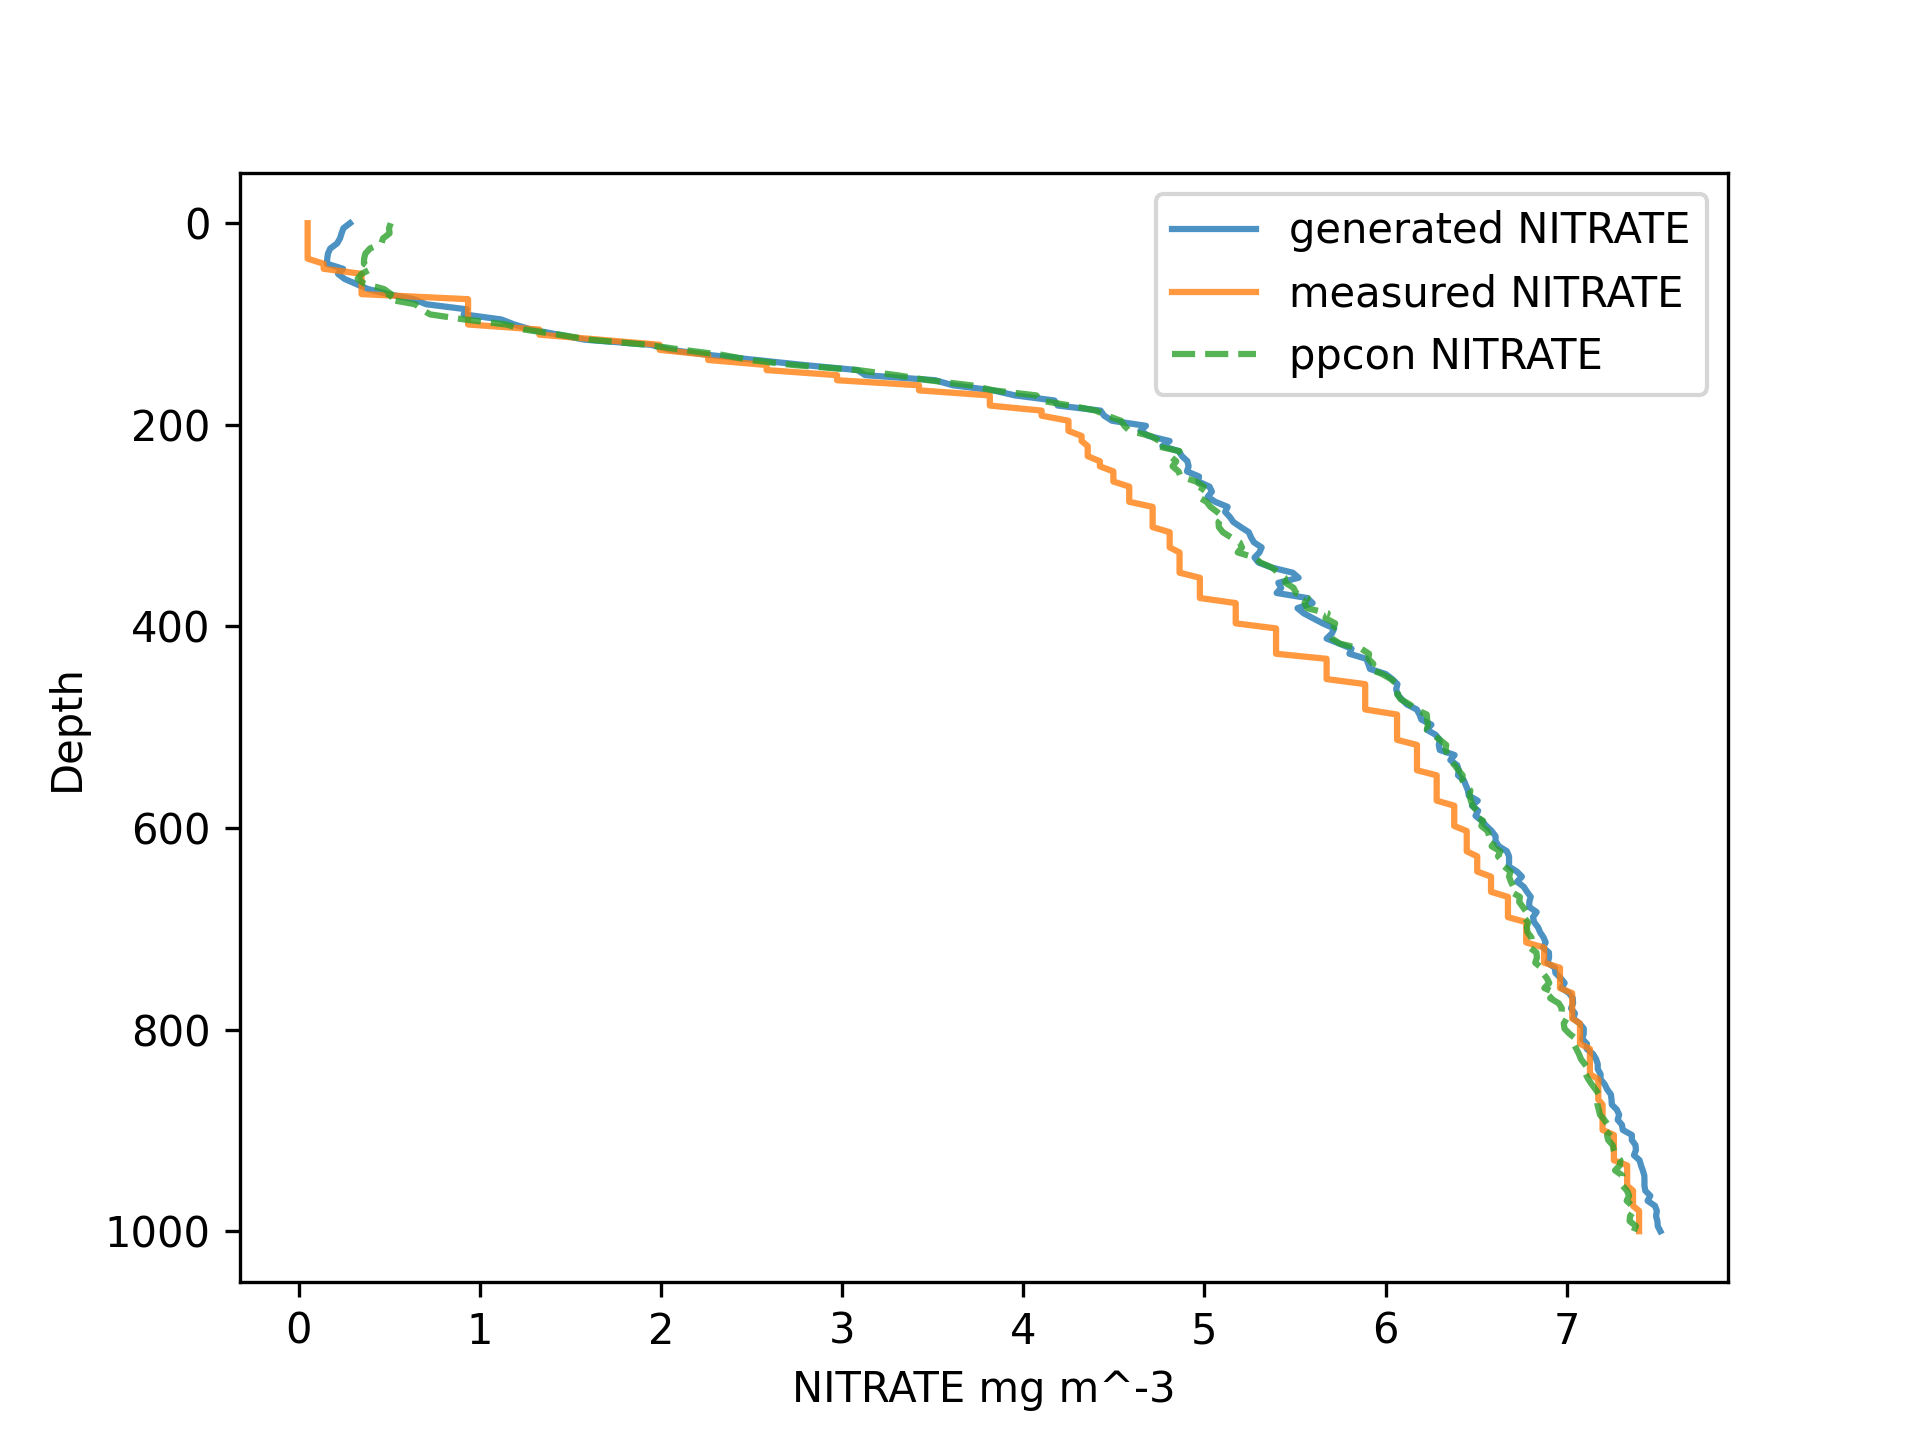 generated NITRATE
measured NITRATE
ppcon NITRATE
0
200
400
600
800
1000
Depth
0 1 2 3 4 5 6 7
NITRATE mg m^-3